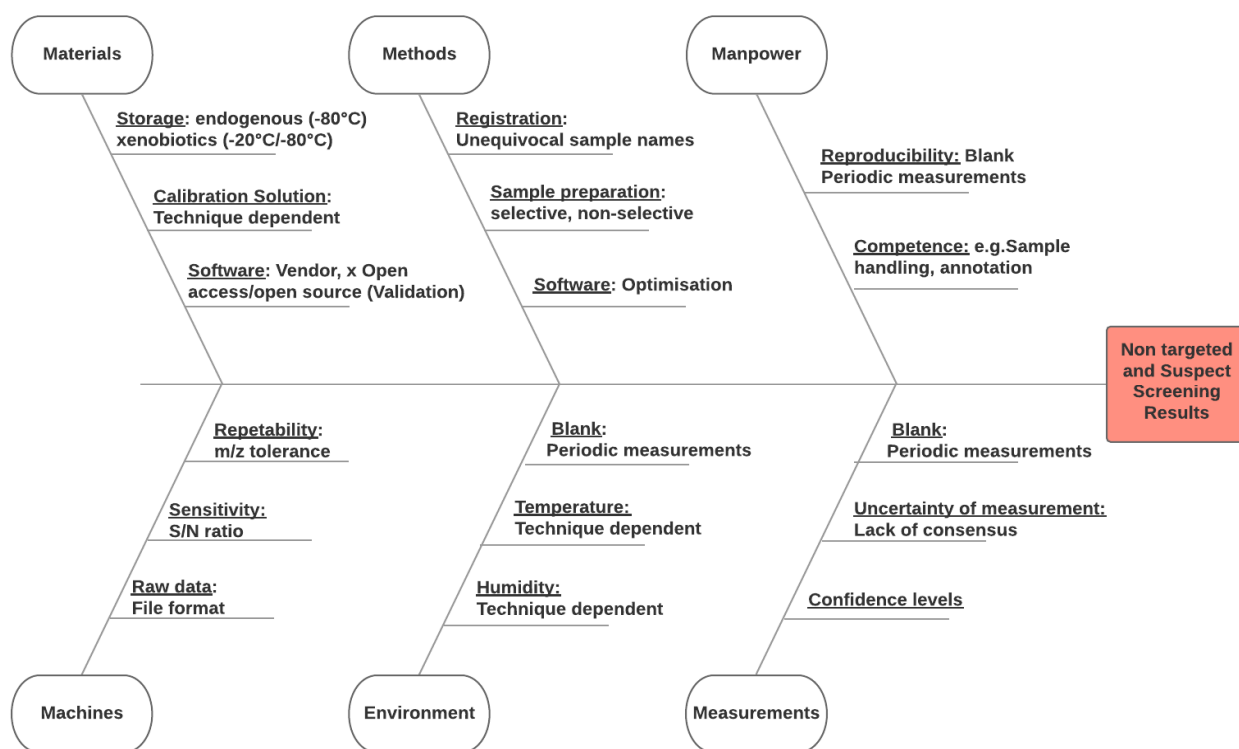 Materials
Methods
Manpower
Storage: endogenous (-80°C)
xenobiotics (-20°C/-80°C)
Calibration Solution:
Technique dependent
Software: Vendor, x Open
access/open source (Validation)
Registration:
Unequivocal sample names
Sample preparation:
selective, non-selective
Software: Optimisation
Reproducibility: Blank
Periodic measurements
Competence: e.g.Sample
handling, annotation
Non targeted
and Suspect
Screening
Results
Repetability:
m/z tolerance
Sensitivity:
S/N ratio
Raw data:
File format
Blank:
Periodic measurements
Temperature:
Technique dependent
Humidity:
Technique dependent
Blank:
Periodic measurements
Uncertainty of measurement:
Lack of consensus
Confidence levels
Machines
Environment
Measurements